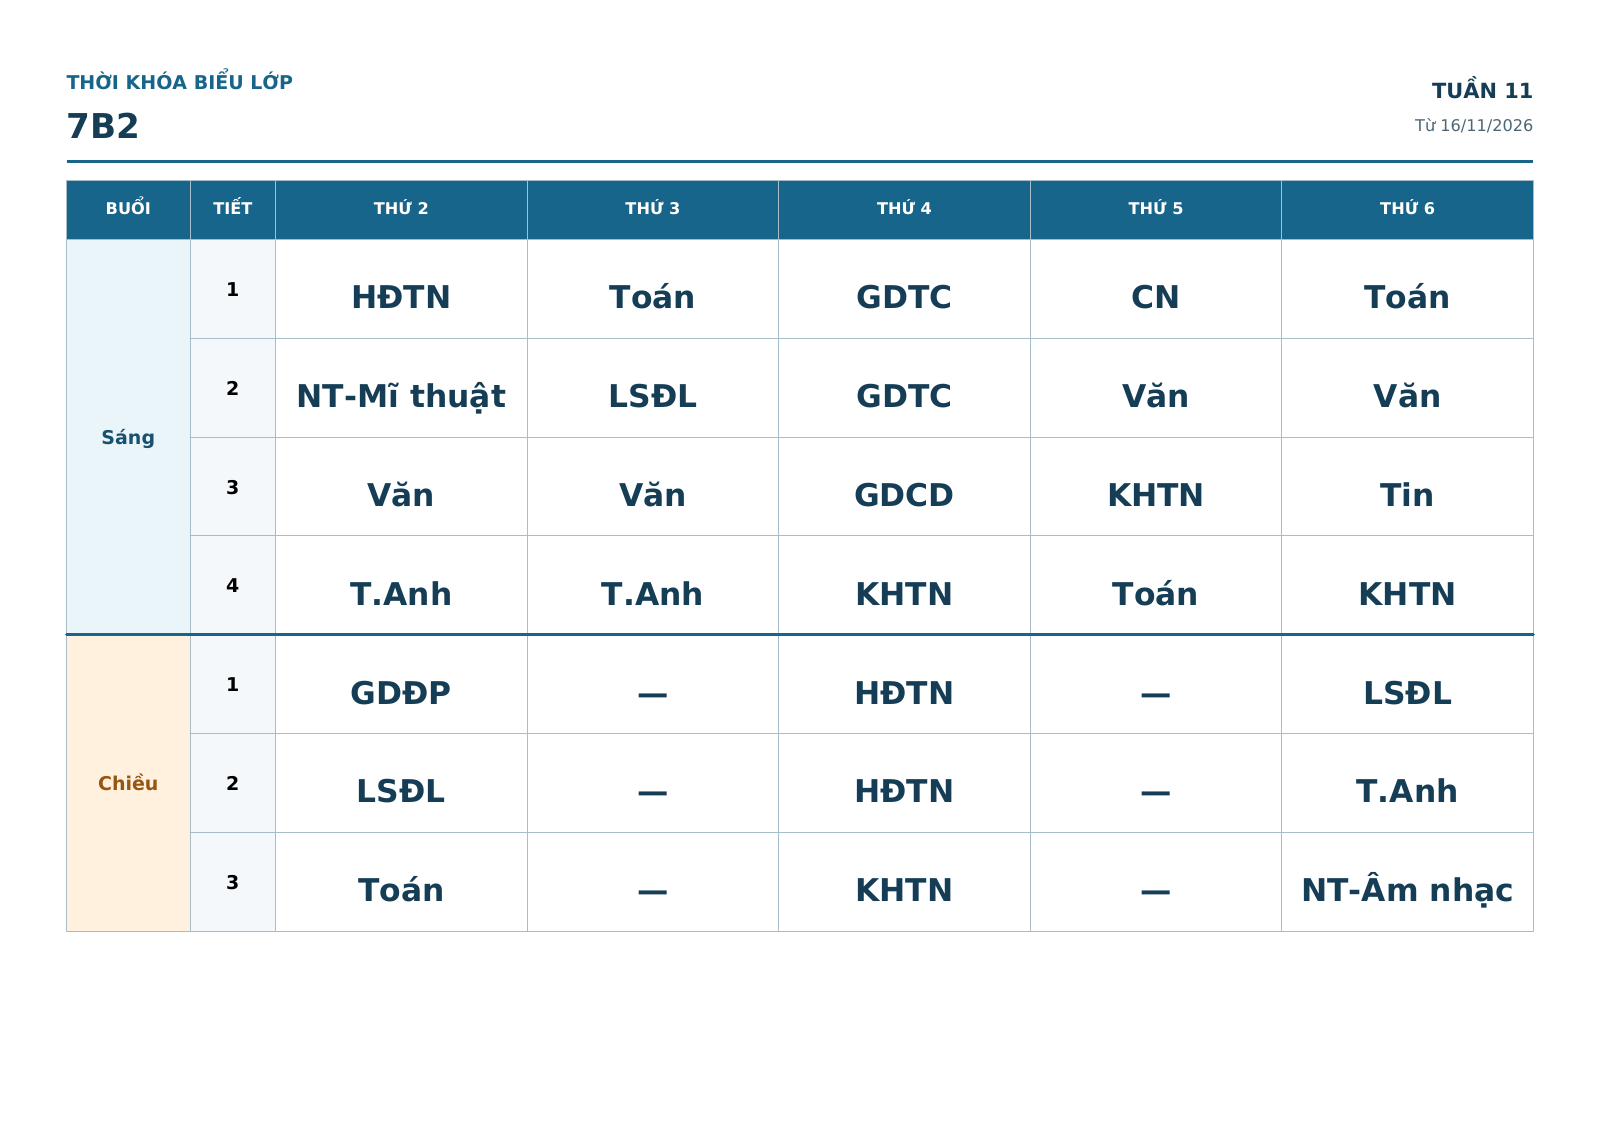 THỜI KHÓA BIỂU LỚP
7B2
TUẦN 11
Từ 16/11/2026
BUỔI TIẾT THỨ 2 THỨ 3 THỨ 4 THỨ 5 THỨ 6
Sáng
1 HĐTN Toán GDTC CN Toán
2 NT-Mĩ thuật LSĐL GDTC Văn Văn
3 Văn Văn GDCD KHTN Tin
4 T.Anh T.Anh KHTN Toán KHTN
Chiều
1 GDĐP — HĐTN — LSĐL
2 LSĐL — HĐTN — T.Anh
3 Toán — KHTN — NT-Âm nhạc